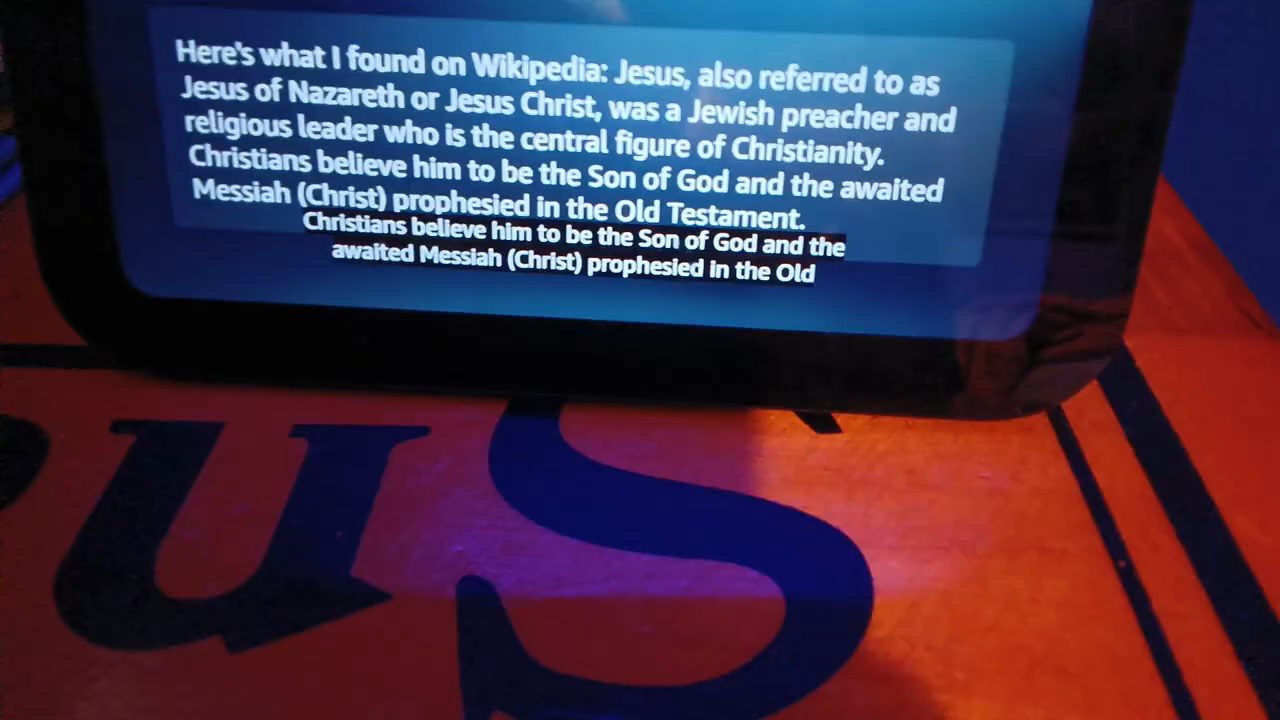 Here's what I found on Wikipedia: Jesus, also referred to as
Jesus of Nazareth or Jesus Christ, was a Jewish preacher and
religious leader who is the central figure of Christianity.
Christians believe him to be the Son of God and the awaited
Messiah (Christ) prophesied in the Old Testament.
Christians believe him to be the Son of God and the
awaited Messiah (Christ) prophesied in the Old
us